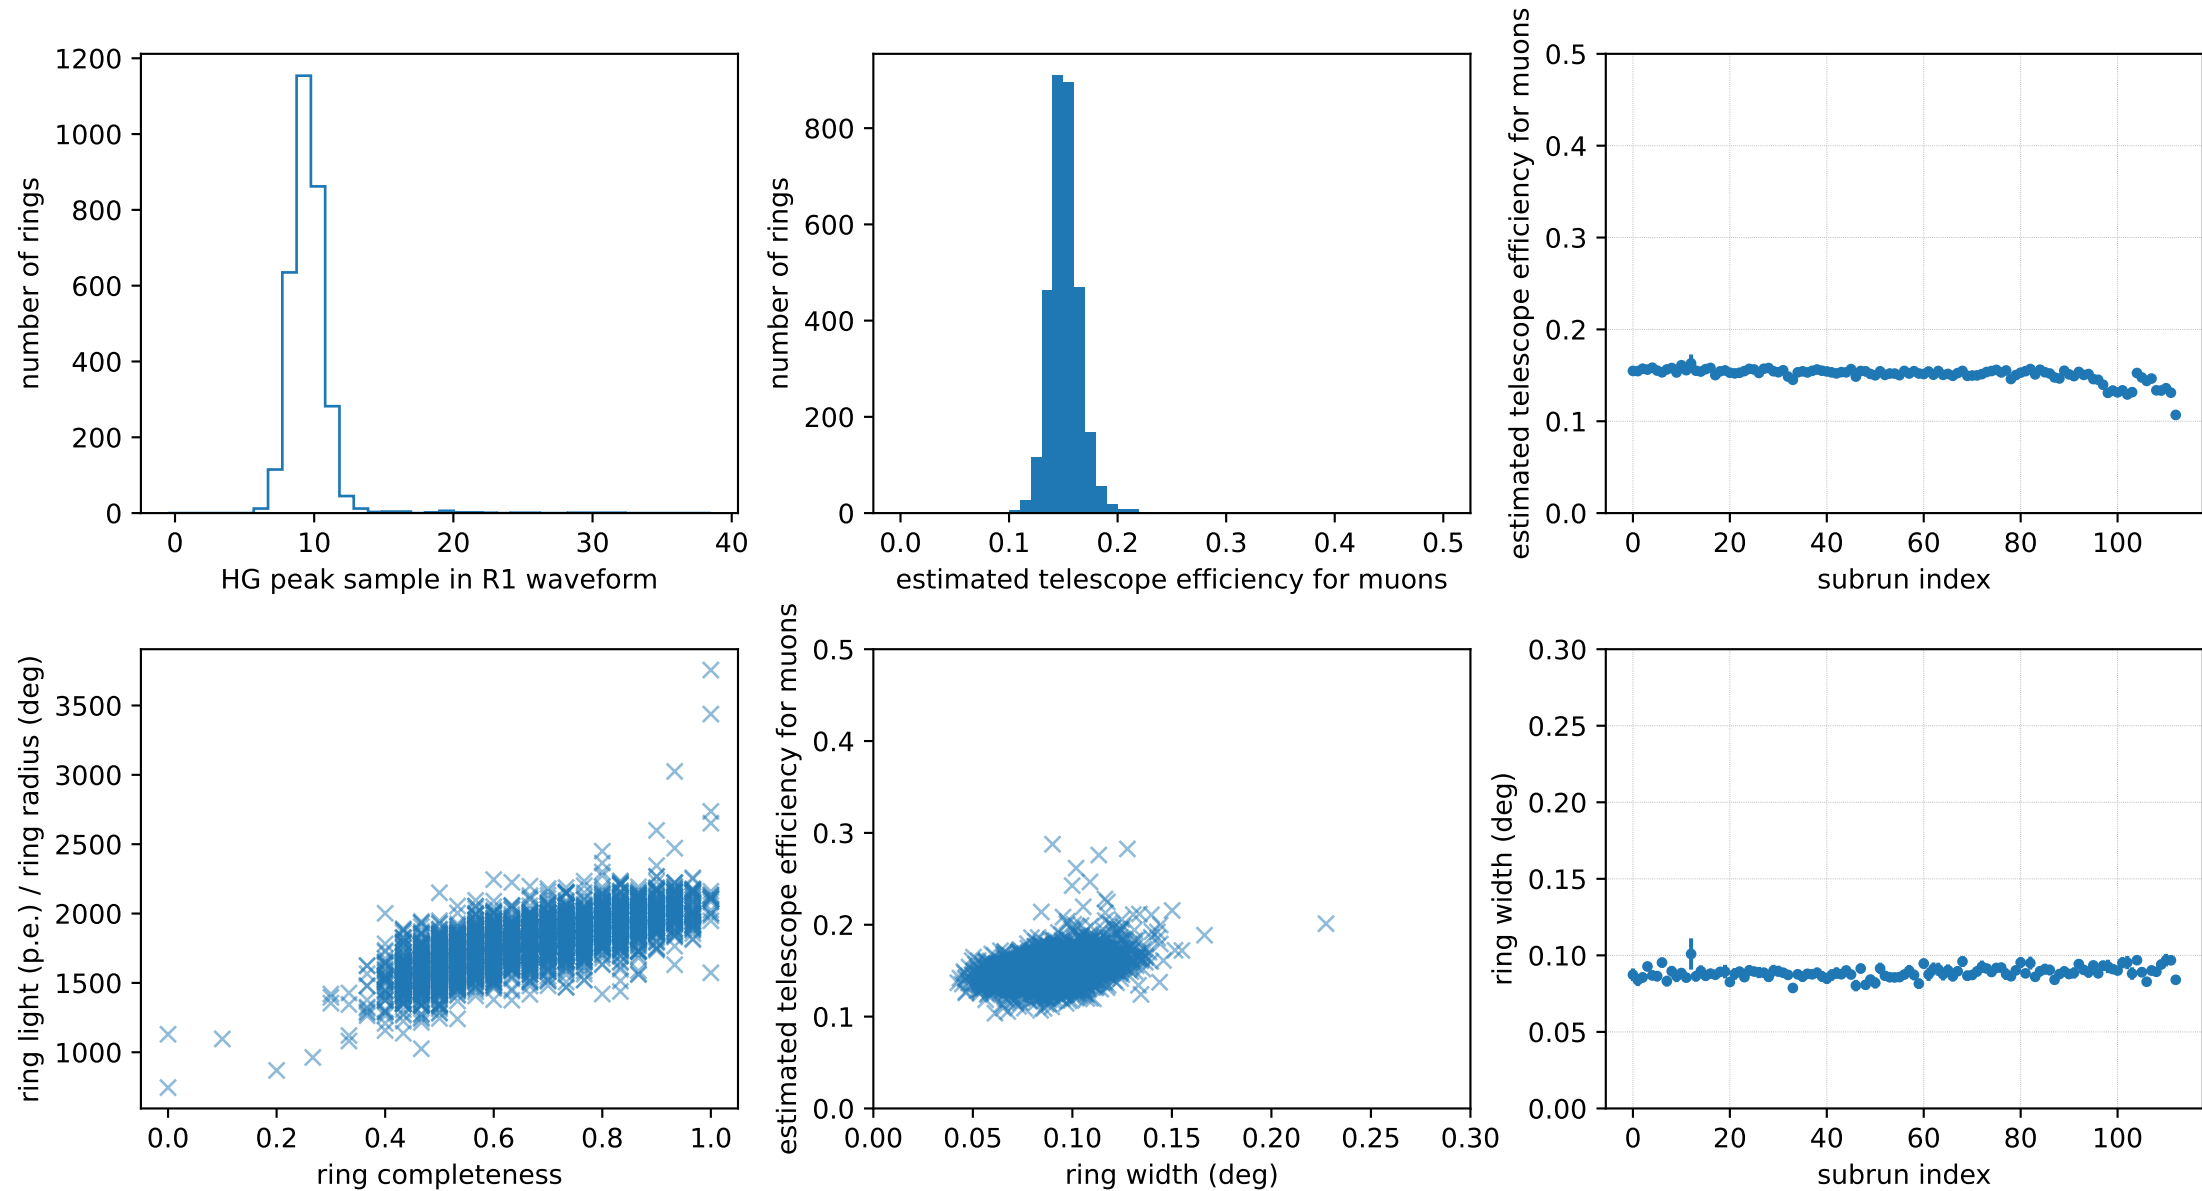 1200
1000
800
600
400
200
0
number of rings
0 10 20 30 40
HG peak sample in R1 waveform
800
600
400
200
0
number of rings
0.0 0.1 0.2 0.3 0.4 0.5
estimated telescope efficiency for muons
0.5
0.4
0.3
0.2
0.1
0.0
estimated telescope efficiency for muons
0 20 40 60 80 100
subrun index
3500
3000
2500
2000
1500
1000
ring light (p.e.) / ring radius (deg)
0.0 0.2 0.4 0.6 0.8 1.0
ring completeness
0.5
0.4
0.3
0.2
0.1
0.0
estimated telescope efficiency for muons
0.00 0.05 0.10 0.15 0.20 0.25 0.30
ring width (deg)
0.30
0.25
0.20
0.15
0.10
0.05
0.00
ring width (deg)
0 20 40 60 80 100
subrun index